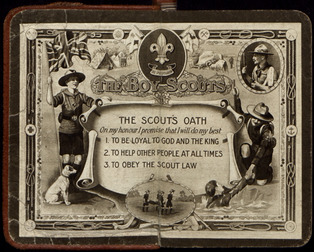 THE BOY SCOUTS
THE SCOUT'S OATH
On my honour I promise that I will do my best
1. TO BE LOYAL TO GOD AND THE KING
2. TO HELP OTHER PEOPLE AT ALL TIMES
3. TO OBEY THE SCOUT LAW